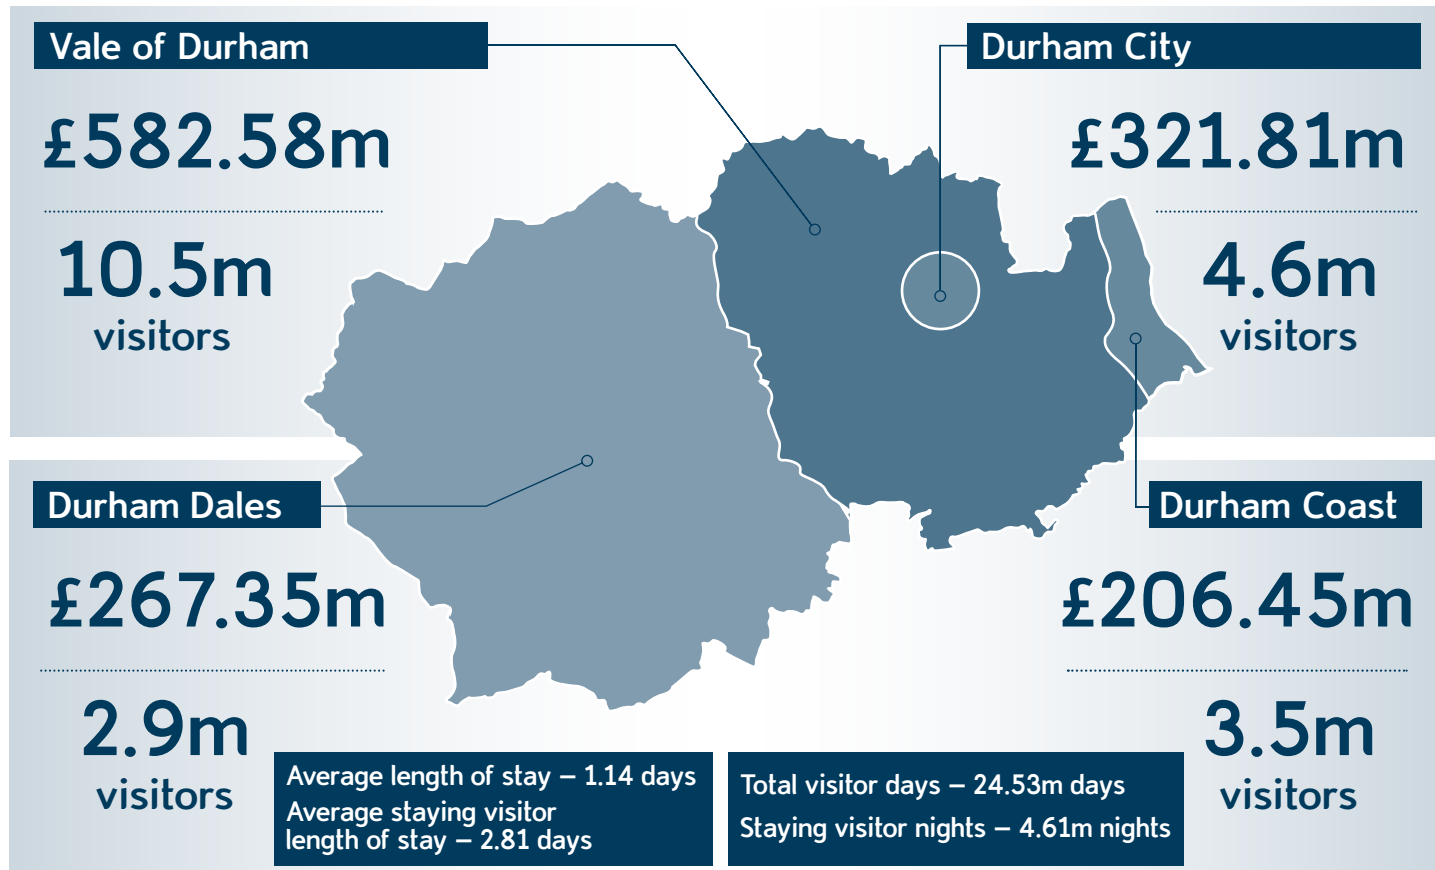 Vale of Durham
£582.58m
10.5m
visitors
Durham City
£321.81m
4.6m
visitors
Durham Dales
£267.35m
2.9m
visitors
Durham Coast
£206.45m
3.5m
visitors
Average length of stay – 1.14 days
Average staying visitor
length of stay – 2.81 days
Total visitor days – 24.53m days
Staying visitor nights – 4.61m nights